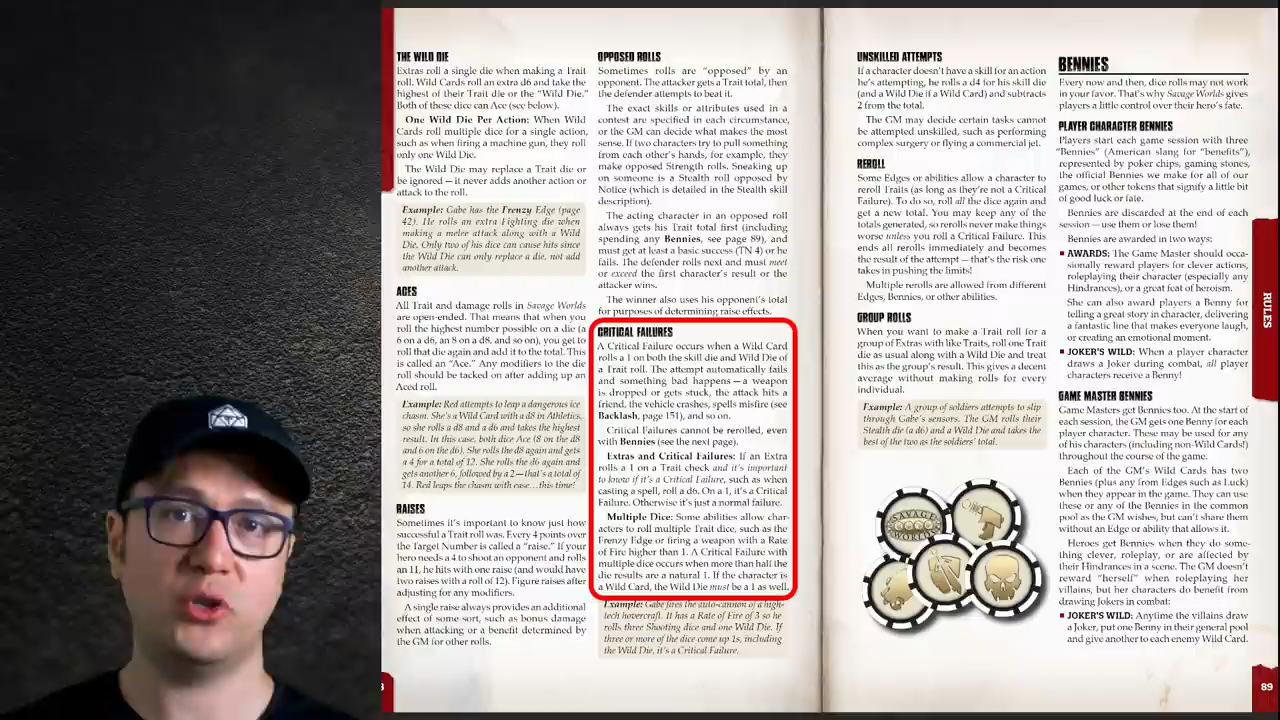 THE WILD DIE
Extras roll a single die when making a Trait
roll. Wild Cards roll an extra d6 and take the
highest of their Trait die or the “Wild Die.”
Both of these dice can Ace (see below).
One Wild Die Per Action: When Wild
Cards roll multiple dice for a single action,
such as when firing a machine gun, they roll
only one Wild Die.
The Wild Die may replace a Trait die or
be ignored — it never adds another action or
attack to the roll.
Example: Gabe has the Frenzy Edge (page
42). He rolls an extra Fighting die when
making a melee attack along with a Wild
Die. Only two of his dice can cause hits since
the Wild Die can only replace a die, not add
another attack.
ACES
All Trait and damage rolls in Savage Worlds
are open-ended. That means that when you
roll the highest number possible on a die (a
6 on a d6, an 8 on a d8, and so on), you get to
roll that die again and add it to the total. This
is called an “Ace.” Any modifiers to the die
roll should be tacked on after adding up an
Aced roll.
Example: Red attempts to leap a dangerous ice
chasm. She's a Wild Card with a d8 in Athletics,
so she rolls a d8 and a d6 and takes the highest
result. In this case, both dice Ace (8 on the d8
and 6 on the d6). She rolls the d8 again and gets
a 4 for a total of 12. She rolls the d6 again and
gets another 6, followed by a 2—that's a total of
14. Red leaps the chasm with ease…this time!
RAISES
Sometimes it's important to know just how
successful a Trait roll was. Every 4 points over
the Target Number is called a “raise.” If your
hero needs a 4 to shoot an opponent and rolls
an 11, he hits with one raise (and would have
two raises with a roll of 12). Figure raises after
adjusting for any modifiers.
A single raise always provides an additional
effect of some sort, such as bonus damage
when attacking or a benefit determined by
the GM for other rolls.
OPPOSED ROLLS
Sometimes rolls are “opposed” by an
opponent. The attacker gets a Trait total, then
the defender attempts to beat it.
The exact skills or attributes used in a
contest are specified in each circumstance,
or the GM can decide what makes the most
sense. If two characters try to pull something
from each other's hands, for example, they
make opposed Strength rolls. Sneaking up
on someone is a Stealth roll opposed by
Notice (which is detailed in the Stealth skill
description).
The acting character in an opposed roll
always gets his Trait total first (including
spending any Bennies, see page 89), and
must get at least a basic success (TN 4) or he
fails. The defender rolls next and must meet
or exceed the first character's result or the
attacker wins.
The winner also uses his opponent's total
for purposes of determining raise effects.
CRITICAL FAILURES
A Critical Failure occurs when a Wild Card
rolls a 1 on both the skill die and Wild Die of
a Trait roll. The attempt automatically fails
and something bad happens — a weapon
is dropped or gets stuck, the attack hits a
friend, the vehicle crashes, spells misfire (see
Backlash, page 151), and so on.
Critical Failures cannot be rerolled, even
with Bennies (see the next page).
Extras and Critical Failures: If an Extra
rolls a 1 on a Trait check and it's important
to know if it's a Critical Failure, such as when
casting a spell, roll a d6. On a 1, it's a Critical
Failure. Otherwise it's just a normal failure.
Multiple Dice: Some abilities allow char-
acters to roll multiple Trait dice, such as the
Frenzy Edge or firing a weapon with a Rate
of Fire higher than 1. A Critical Failure with
multiple dice occurs when more than half the
die results are a natural 1. If the character is
a Wild Card, the Wild Die must be a 1 as well.
Example: Gabe fires the auto-cannon of a high-
tech hovercraft. It has a Rate of Fire of 3 so he
rolls three Shooting dice and one Wild Die. If
three or more of the dice come up 1s, including
the Wild Die, it's a Critical Failure.
UNSKILLED ATTEMPTS
If a character doesn't have a skill for an action
he's attempting, he rolls a d4 for his skill die
(and a Wild Die if a Wild Card) and subtracts
2 from the total.
The GM may decide certain tasks cannot
be attempted unskilled, such as performing
complex surgery or flying a commercial jet.
REROLL
Some Edges or abilities allow a character to
reroll Traits (as long as they're not a Critical
Failure). To do so, roll all the dice again and
get a new total. You may keep any of the
totals generated, so rerolls never make things
worse unless you roll a Critical Failure. This
ends all rerolls immediately and becomes
the result of the attempt — that's the risk one
takes in pushing the limits!
Multiple rerolls are allowed from different
Edges, Bennies, or other abilities.
GROUP ROLLS
When you want to make a Trait roll for a
group of Extras with like Traits, roll one Trait
die as usual along with a Wild Die and treat
this as the group's result. This gives a decent
average without making rolls for every
individual.
Example: A group of soldiers attempts to slip
through Gabe's sensors. The GM rolls their
Stealth die (a d6) and a Wild Die and takes the
best of the two as the soldiers' total.
SAVAGE
WORLDS
BENNIES
Every now and then, dice rolls may not work
in your favor. That's why Savage Worlds gives
players a little control over their hero's fate.
PLAYER CHARACTER BENNIES
Players start each game session with three
“Bennies” (American slang for “benefits”),
represented by poker chips, gaming stones,
the official Bennies we make for all of our
games, or other tokens that signify a little bit
of good luck or fate.
Bennies are discarded at the end of each
session—use them or lose them!
Bennies are awarded in two ways:
AWARDS: The Game Master should occa-
sionally reward players for clever actions,
roleplaying their character (especially any
Hindrances), or a great feat of heroism.
She can also award players a Benny for
telling a great story in character, delivering
a fantastic line that makes everyone laugh,
or creating an emotional moment.
JOKER'S WILD: When a player character
draws a Joker during combat, all player
characters receive a Benny!
GAME MASTER BENNIES
Game Masters get Bennies too. At the start of
each session, the GM gets one Benny for each
player character. These may be used for any
of his characters (including non-Wild Cards!)
throughout the course of the game.
Each of the GM's Wild Cards has two
Bennies (plus any from Edges such as Luck)
when they appear in the game. They can use
these or any of the Bennies in the common
pool as the GM wishes, but can't share them
without an Edge or ability that allows it.
Heroes get Bennies when they do some-
thing clever, roleplay, or are affected by
their Hindrances in a scene. The GM doesn't
reward “herself” when roleplaying her
villains, but her characters do benefit from
drawing Jokers in combat:
JOKER'S WILD: Anytime the villains draw
a Joker, put one Benny in their general pool
and give another to each enemy Wild Card.
RULES
89